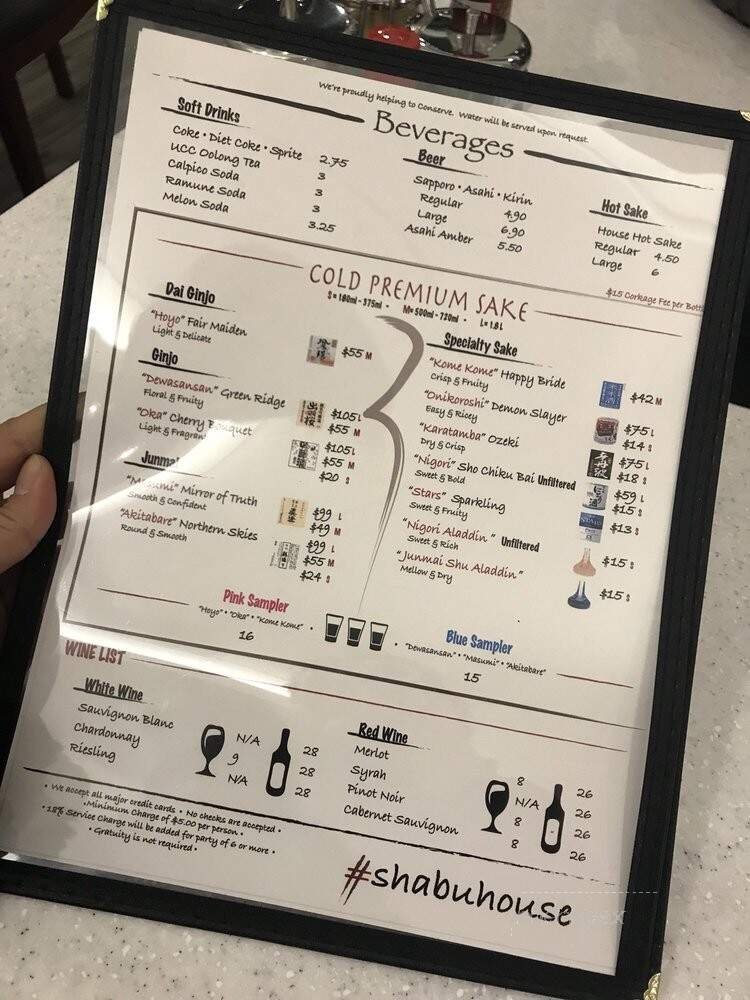 We're proudly helping to Conserve. Water will be served upon request.
Beverages
Soft Drinks
Coke • Diet Coke • Sprite 2.75
UCC Oolong Tea 3
Calpico Soda 3
Ramune Soda 3
Melon Soda 3.25
Beer
Sapporo • Asahi • Kirin
Regular 4.90
Large 6.90
Asahi Amber 5.50
Hot Sake
House Hot Sake
Regular 4.50
Large 6
$15 Corkage Fee per Bottle
COLD PREMIUM SAKE
S = 180ml - 375ml • M= 500ml - 720ml • L= 1.8L
Dai Ginjo
"Hoyo" Fair Maiden
Light & Delicate
$55 M
Ginjo
"Dewasansan" Green Ridge
Floral & Fruity
$105 L
$55 M
"Oka" Cherry Bouquet
Light & Fragrant
$105 L
$55 M
$20 S
Junmai
"Masumi" Mirror of Truth
Smooth & Confident
$99 L
$49 M
"Akitabare" Northern Skies
Round & Smooth
$99 L
$55 M
$24 S
Specialty Sake
"Kome Kome" Happy Bride
Crisp & Fruity
$42 M
"Onikoroshi" Demon Slayer
Easy & Ricey
$75 L
$14 S
"Karatamba" Ozeki
Dry & Crisp
$75 L
$18 S
"Nigori" Sho Chiku Bai Unfiltered
Sweet & Bold
$59 L
$15 S
"Stars" Sparkling
Sweet & Fruity
$13 S
"Nigori Aladdin" Unfiltered
Sweet & Rich
$15 S
"Junmai Shu Aladdin"
Mellow & Dry
$15 S
Pink Sampler
"Hoyo" • "Oka" • "Kome Kome" •
16
Blue Sampler
• "Dewasansan" • "Masumi" • "Akitabare"
15
WINE LIST
White Wine
Sauvignon Blanc N/A 28
Chardonnay 9 28
Riesling N/A 28
Red Wine
Merlot 8 26
Syrah N/A 26
Pinot Noir 8 26
Cabernet Sauvignon 8 26
• We accept all major credit cards • No checks are accepted •
•Minimum Charge of $5.00 per person •
• 18% Service Charge will be added for party of 6 or more •
• Gratuity is not required •
#shabuhouse